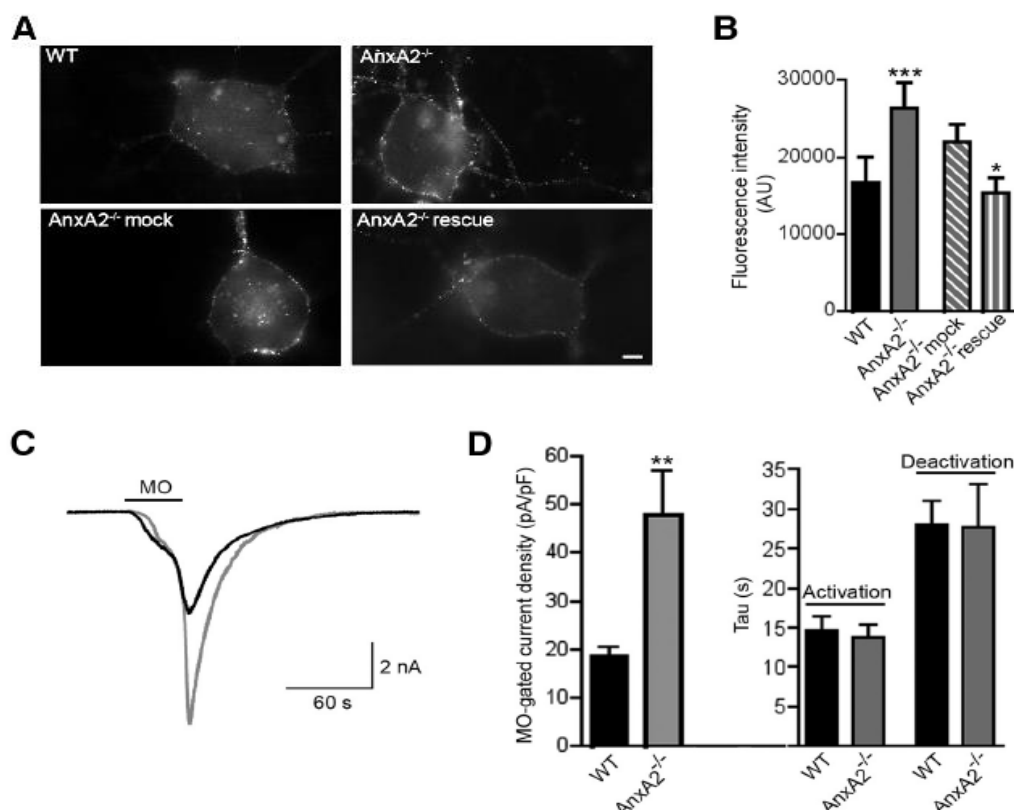 A
WT
AnxA2⁻/⁻
AnxA2⁻/⁻ mock
AnxA2⁻/⁻ rescue
B
Fluorescence intensity
(AU)
30000
20000
10000
0
***
*
WT
AnxA2⁻/⁻
AnxA2⁻/⁻ mock
AnxA2⁻/⁻ rescue
C
MO
2 nA
60 s
D
MO-gated current density (pA/pF)
60
50
40
30
20
10
0
**
WT
AnxA2⁻/⁻
Tau (s)
35
30
25
20
15
10
0
Activation
Deactivation
WT
AnxA2⁻/⁻
WT
AnxA2⁻/⁻